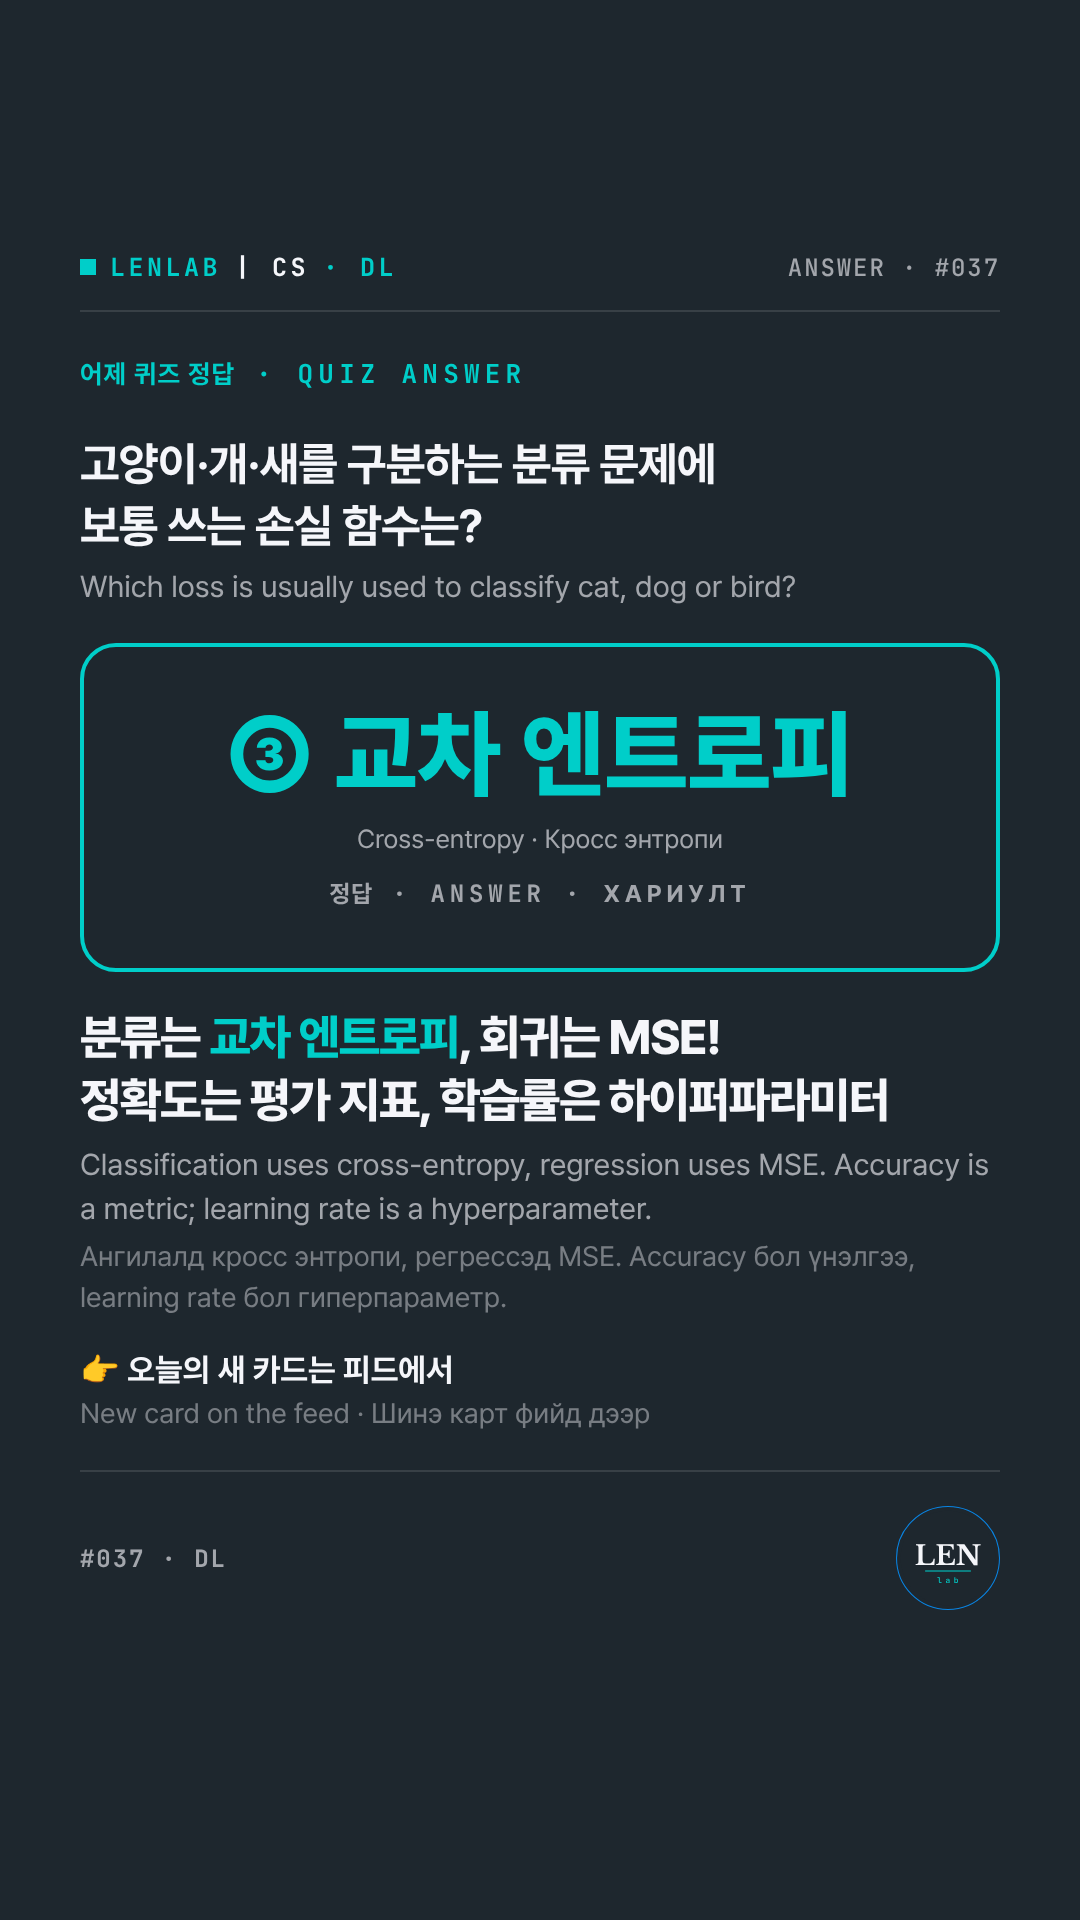 LENLAB | CS · DL
ANSWER · #037
어제 퀴즈 정답 · QUIZ ANSWER
고양이·개·새를 구분하는 분류 문제에
보통 쓰는 손실 함수는?
Which loss is usually used to classify cat, dog or bird?
③ 교차 엔트로피
Cross-entropy · Кросс энтропи
정답 · ANSWER · ХАРИУЛТ
분류는 교차 엔트로피, 회귀는 MSE!
정확도는 평가 지표, 학습률은 하이퍼파라미터
Classification uses cross-entropy, regression uses MSE. Accuracy is
a metric; learning rate is a hyperparameter.
Ангилалд кросс энтропи, регрессэд MSE. Accuracy бол үнэлгээ,
learning rate бол гиперпараметр.
👉 오늘의 새 카드는 피드에서
New card on the feed · Шинэ карт фийд дээр
#037 · DL
LEN
lab